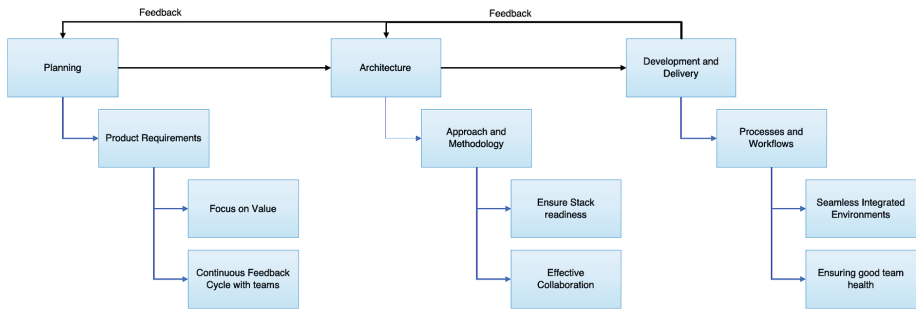 Feedback
Feedback
Planning
Architecture
Development and
Delivery
Product Requirements
Approach and
Methodology
Processes and
Workflows
Focus on Value
Ensure Stack
readiness
Seamless Integrated
Environments
Continuous Feedback
Cycle with teams
Effective
Collaboration
Ensuring good team
health